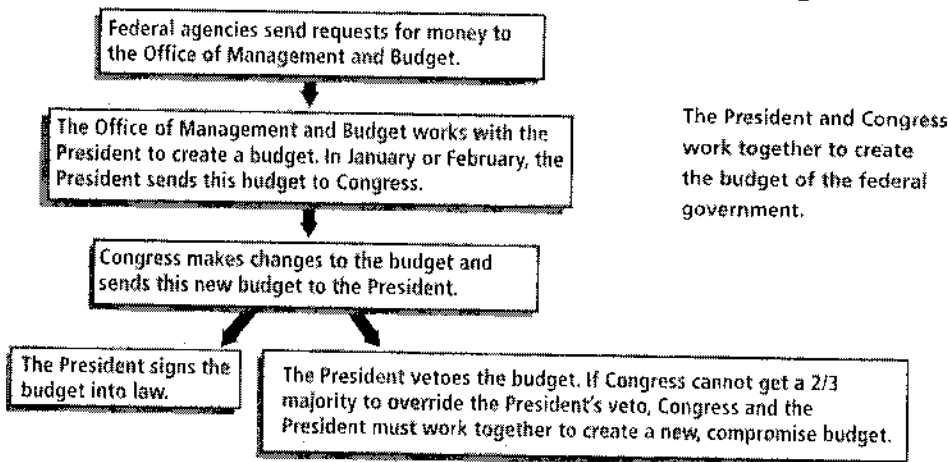 Federal agencies send requests for money to
the Office of Management and Budget.
The Office of Management and Budget works with the
President to create a budget. In January or February, the
President sends this budget to Congress.
The President and Congress
work together to create
the budget of the federal
government.
Congress makes changes to the budget and
sends this new budget to the President.
The President signs the
budget into law.
The President vetoes the budget. If Congress cannot get a 2/3
majority to override the President's veto, Congress and the
President must work together to create a new, compromise budget.